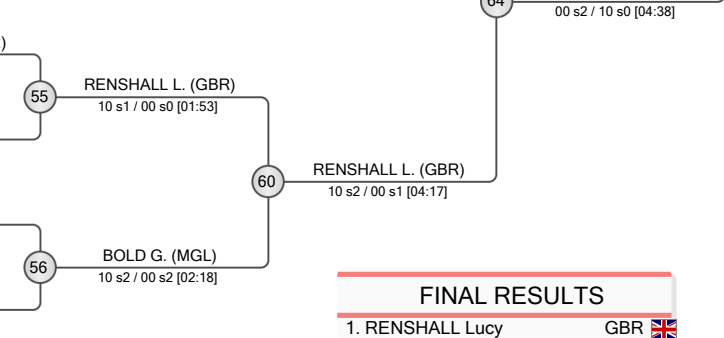 64
00 s2 / 10 s0 [04:38]
)
RENSHALL L. (GBR)
55
10 s1 / 00 s0 [01:53]
RENSHALL L. (GBR)
60
10 s2 / 00 s1 [04:17]
BOLD G. (MGL)
56
10 s2 / 00 s2 [02:18]
FINAL RESULTS
1. RENSHALL Lucy GBR